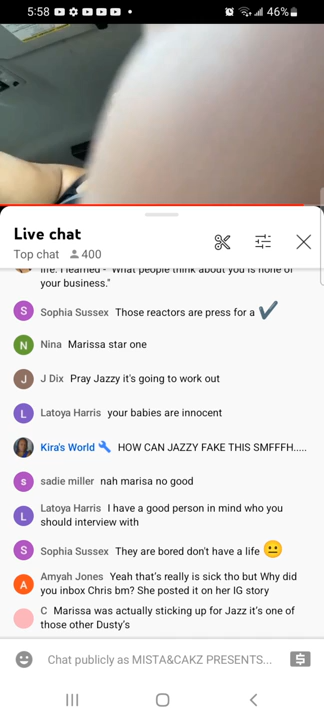 5:58
46%
Live chat
Top chat 400
life. I learned - "What people think about you is none of
your business."
S Sophia Sussex Those reactors are press for a ✔️
N Nina Marissa star one
J J Dix Pray Jazzy it's going to work out
L Latoya Harris your babies are innocent
Kira's World 🔧 HOW CAN JAZZY FAKE THIS SMFFFH.....
s sadie miller nah marisa no good
L Latoya Harris I have a good person in mind who you
should interview with
S Sophia Sussex They are bored don't have a life 😐
A Amyah Jones Yeah that's really is sick tho but Why did
you inbox Chris bm? She posted it on her IG story
C Marissa was actually sticking up for Jazz it's one of
those other Dusty's
Chat publicly as MISTA&CAKZ PRESENTS...